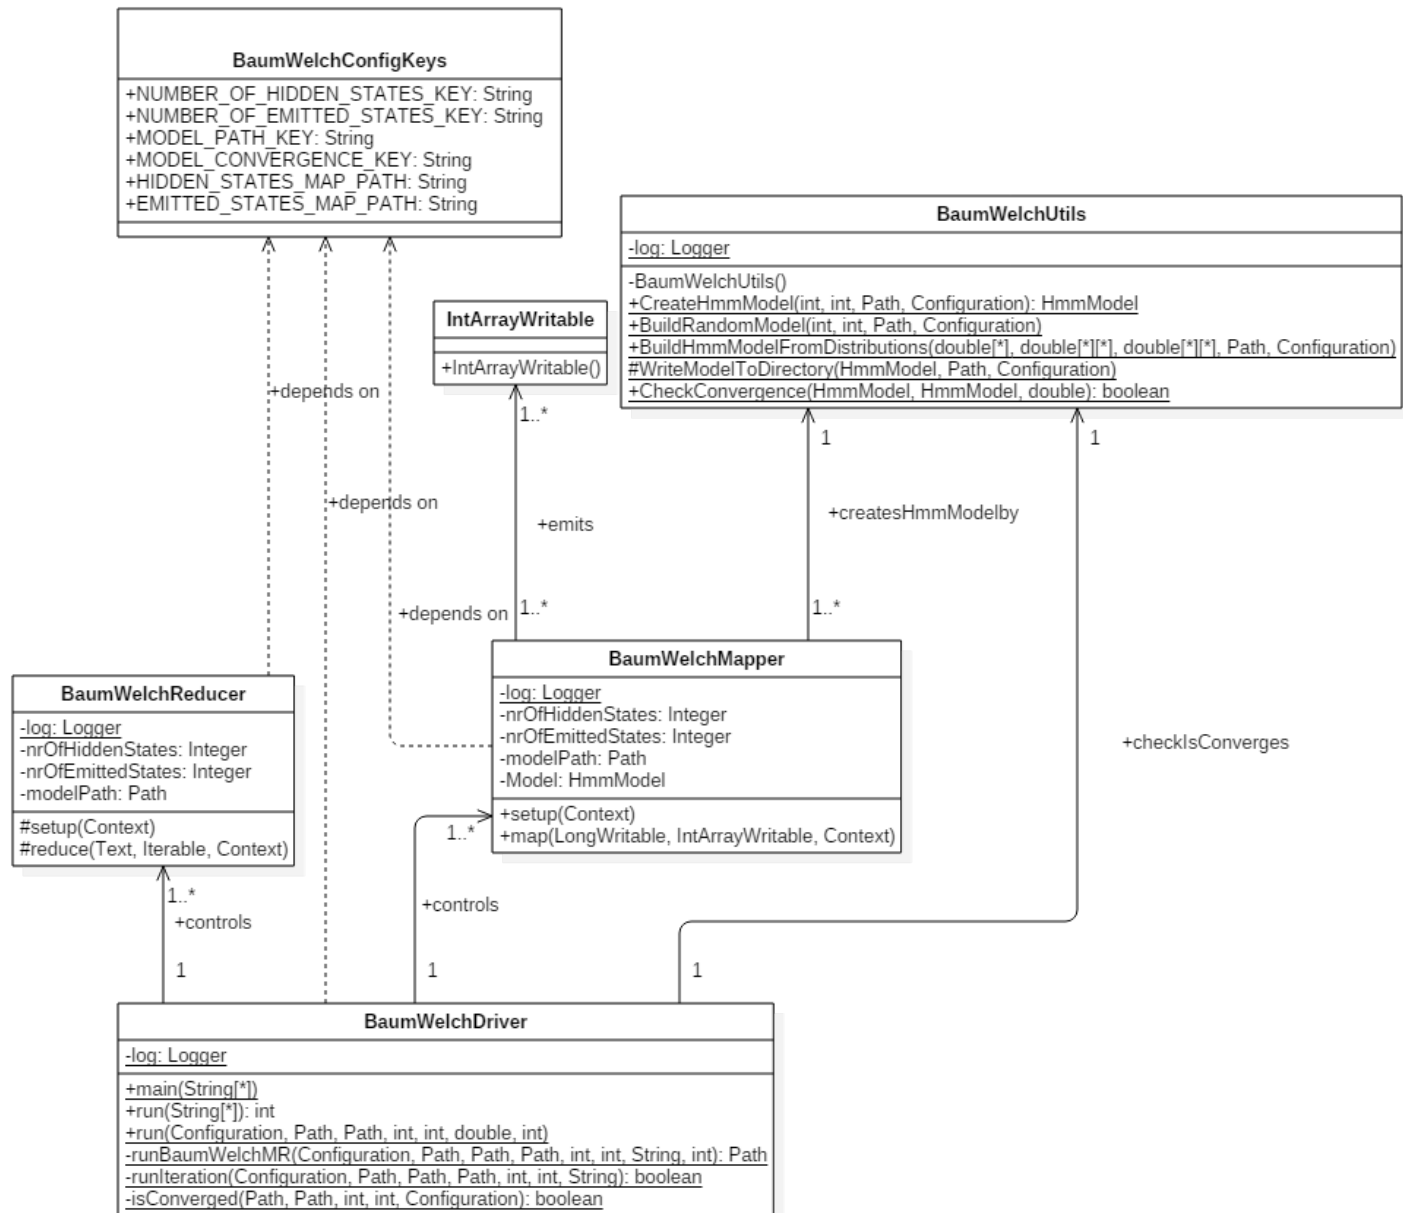 BaumWelchConfigKeys
+NUMBER_OF_HIDDEN_STATES_KEY: String
+NUMBER_OF_EMITTED_STATES_KEY: String
+MODEL_PATH_KEY: String
+MODEL_CONVERGENCE_KEY: String
+HIDDEN_STATES_MAP_PATH: String
+EMITTED_STATES_MAP_PATH: String
BaumWelchUtils
-log: Logger
-BaumWelchUtils()
+CreateHmmModel(int, int, Path, Configuration): HmmModel
+BuildRandomModel(int, int, Path, Configuration)
+BuildHmmModelFromDistributions(double[*], double[*][*], double[*][*], Path, Configuration)
#WriteModelToDirectory(HmmModel, Path, Configuration)
+CheckConvergence(HmmModel, HmmModel, double): boolean
IntArrayWritable
+IntArrayWritable()
+depends on
1..*
1
1
+depends on
+emits
+createsHmmModelby
+depends on
1..*
1..*
BaumWelchMapper
-log: Logger
-nrOfHiddenStates: Integer
-nrOfEmittedStates: Integer
-modelPath: Path
-Model: HmmModel
+setup(Context)
+map(LongWritable, IntArrayWritable, Context)
BaumWelchReducer
-log: Logger
-nrOfHiddenStates: Integer
-nrOfEmittedStates: Integer
-modelPath: Path
#setup(Context)
#reduce(Text, Iterable, Context)
+checkIsConverges
1..*
1..*
+controls
+controls
1
1
1
BaumWelchDriver
-log: Logger
+main(String[*])
+run(String[*]): int
+run(Configuration, Path, Path, int, int, double, int)
-runBaumWelchMR(Configuration, Path, Path, Path, int, int, String, int): Path
-runIteration(Configuration, Path, Path, Path, int, int, String): boolean
-isConverged(Path, Path, int, int, Configuration): boolean